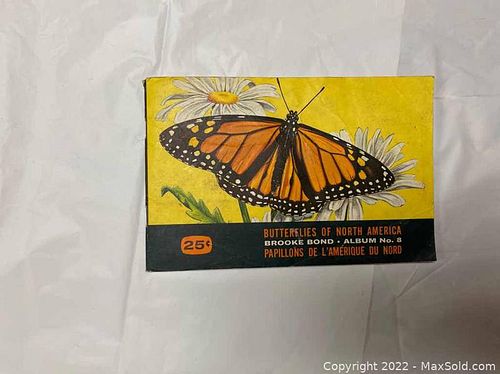 25¢
BUTTERFLIES OF NORTH AMERICA
BROOKE BOND • ALBUM No. 8
PAPILLONS DE L'AMÉRIQUE DU NORD
Copyright 2022 - MaxSold.com